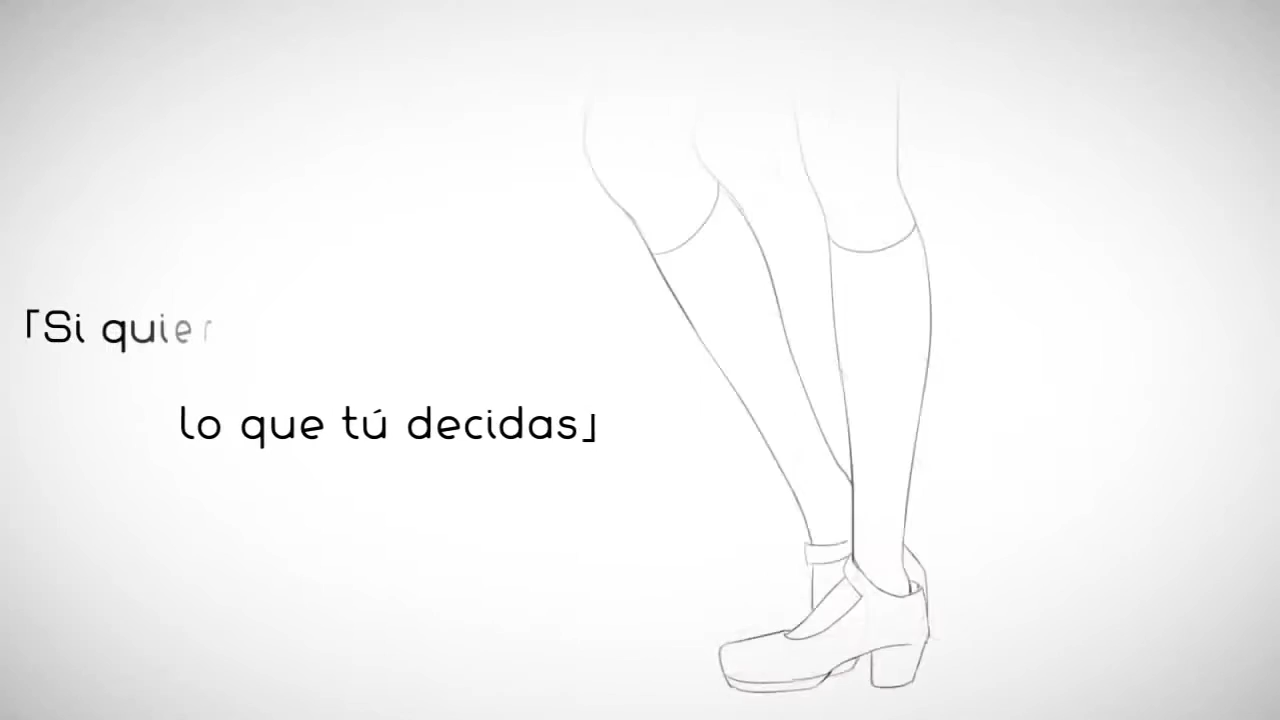 「Si quier
lo que tú decidas」